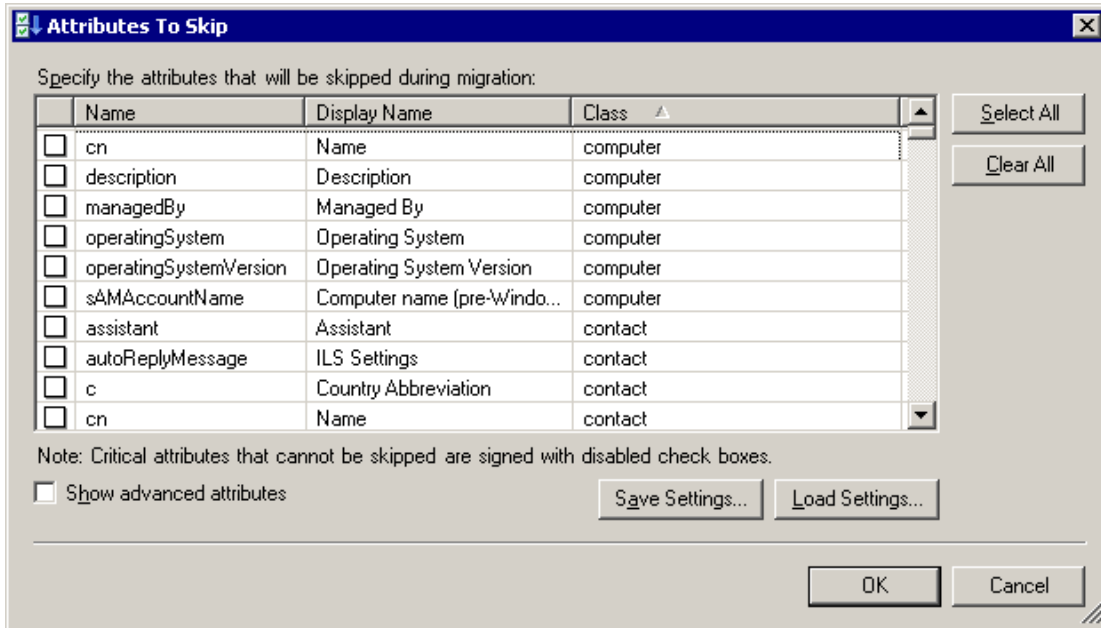 Attributes To Skip
Specify the attributes that will be skipped during migration:
Name Display Name Class
cn Name computer
description Description computer
managedBy Managed By computer
operatingSystem Operating System computer
operatingSystemVersion Operating System Version computer
sAMAccountName Computer name (pre-Windo... computer
assistant Assistant contact
autoReplyMessage ILS Settings contact
c Country Abbreviation contact
cn Name contact
Select All
Clear All
Note: Critical attributes that cannot be skipped are signed with disabled check boxes.
Show advanced attributes
Save Settings... Load Settings...
OK Cancel